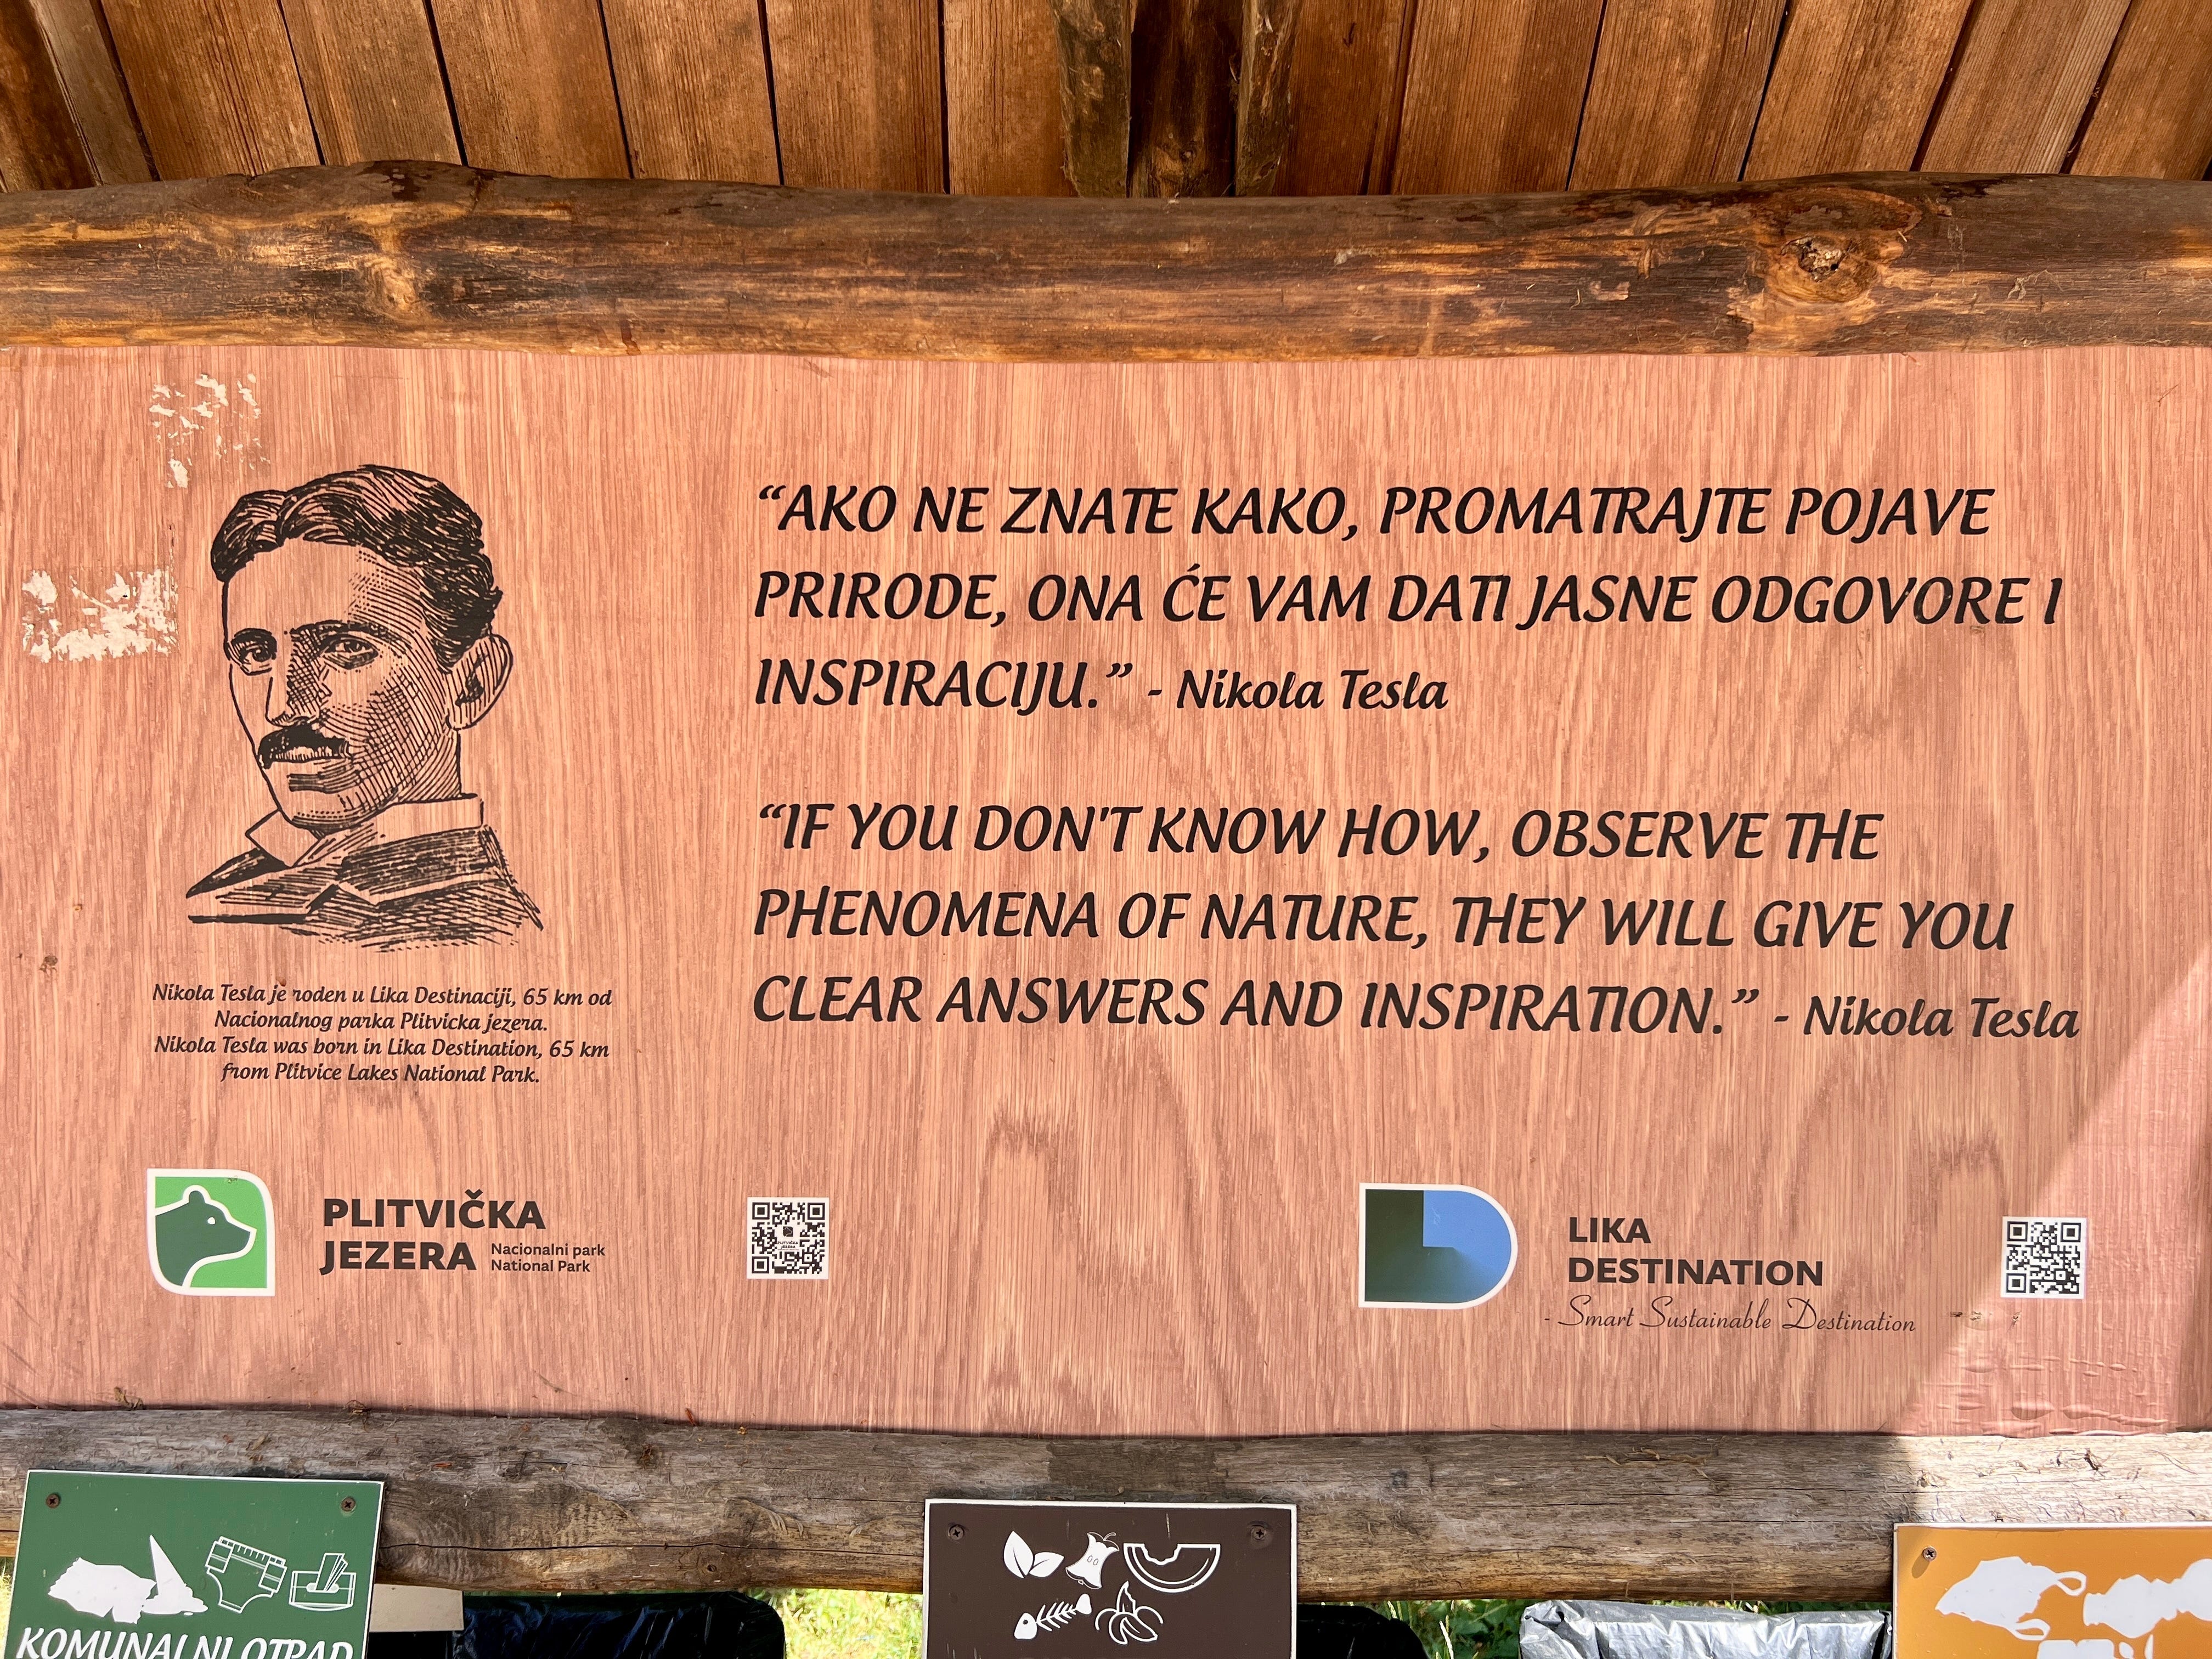 “AKO NE ZNATE KAKO, PROMATRAJTE POJAVE
PRIRODE, ONA ĆE VAM DATI JASNE ODGOVORE I
INSPIRACIJU.” - Nikola Tesla
“IF YOU DON'T KNOW HOW, OBSERVE THE
PHENOMENA OF NATURE, THEY WILL GIVE YOU
CLEAR ANSWERS AND INSPIRATION.” - Nikola Tesla
Nikola Tesla je roden u Lika Destinaciji, 65 km od
Nacionalnog parka Plitvicka jezera.
Nikola Tesla was born in Lika Destination, 65 km
from Plitvice Lakes National Park.
PLITVIČKA
JEZERA
Nacionalni park
National Park
LIKA
DESTINATION
- Smart Sustainable Destination
KOMUNALNI OTPAD